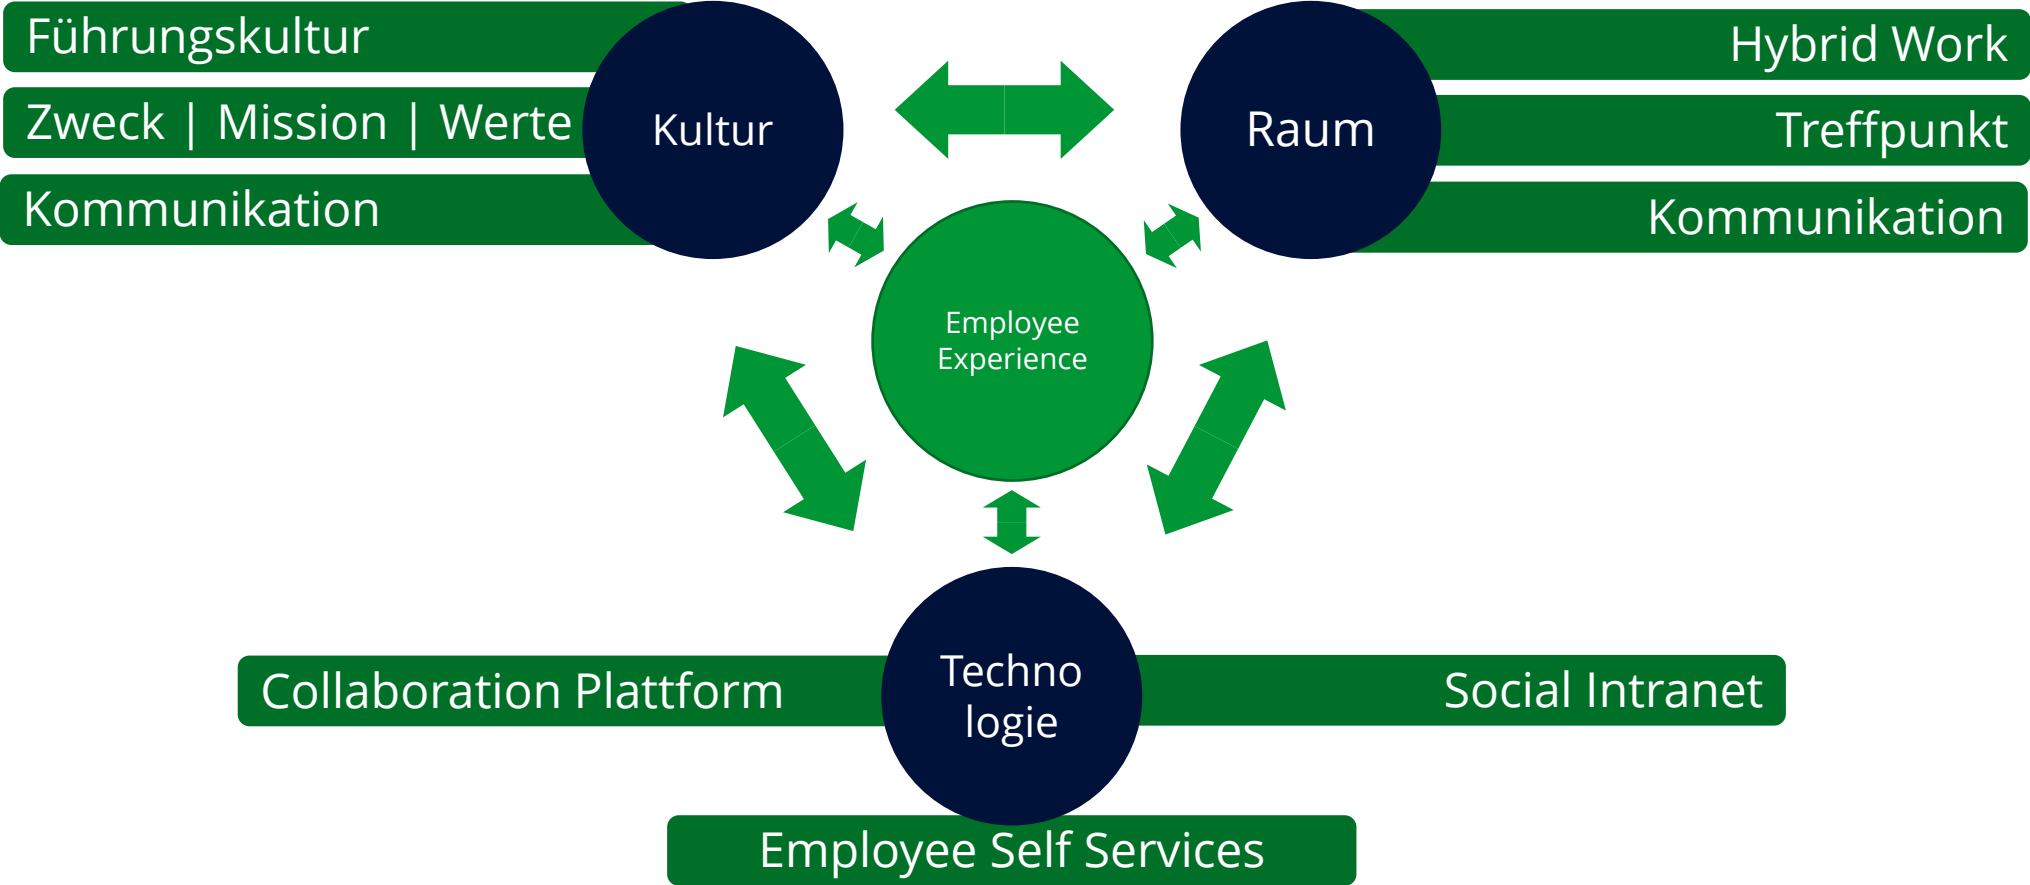 Führungskultur
Zweck | Mission | Werte
Kommunikation
Kultur
Raum
Hybrid Work
Treffpunkt
Kommunikation
Employee
Experience
Collaboration Plattform
Techno
logie
Social Intranet
Employee Self Services